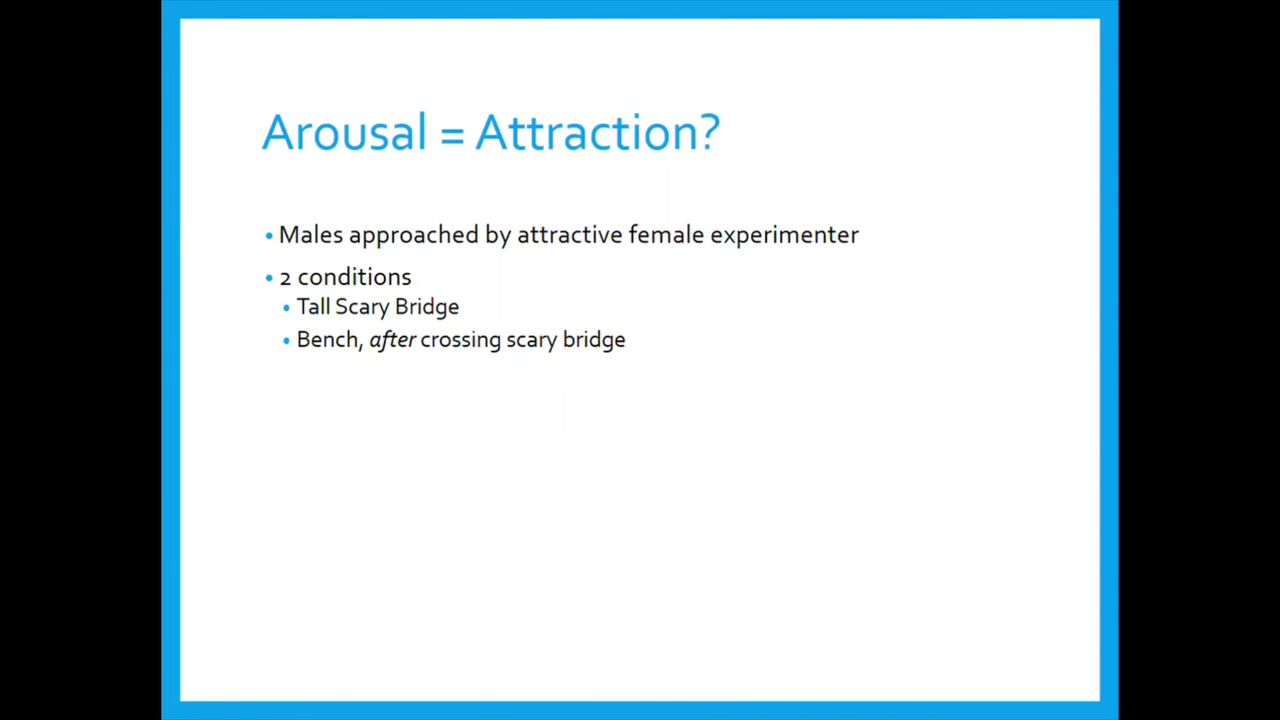 Arousal = Attraction?
• Males approached by attractive female experimenter
• 2 conditions
• Tall Scary Bridge
• Bench, after crossing scary bridge